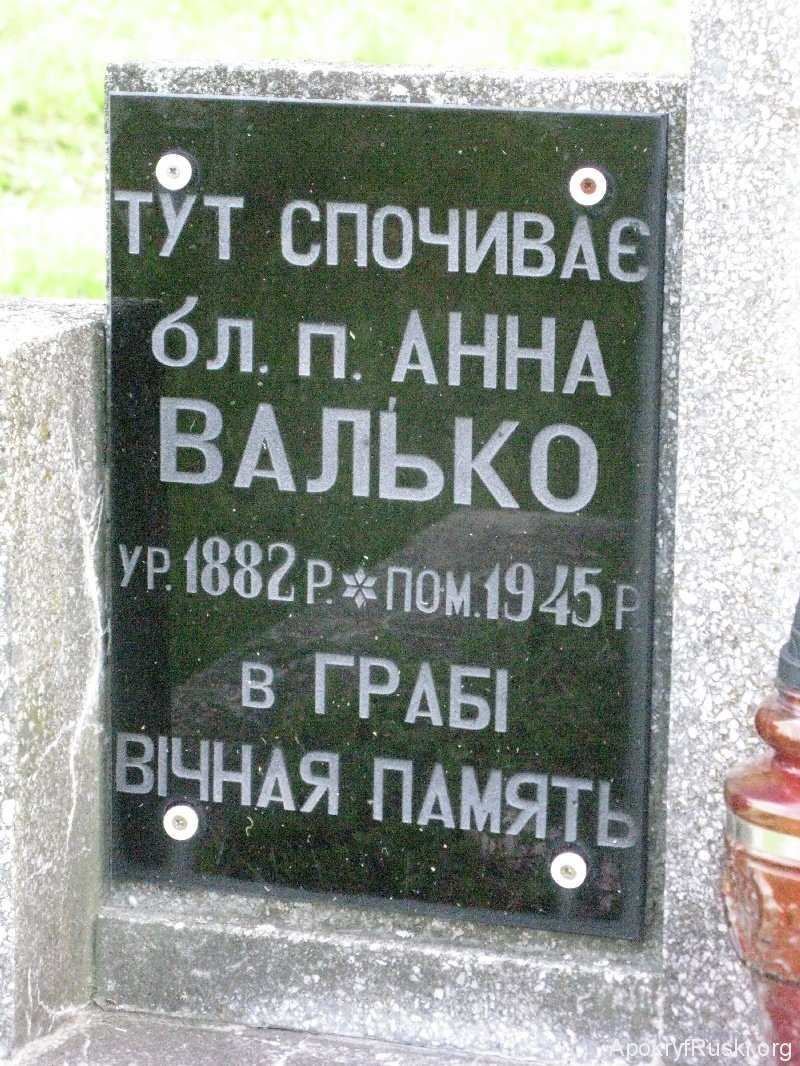 ТУТ СПОЧИВАЄ
бл. п. АННА
ВАЛЬКО
УР. 1882 Р. * ПОМ. 1945 Р
в ГРАБІ
ВІЧНАЯ ПАМЯТЬ
ApokryfRuski.org